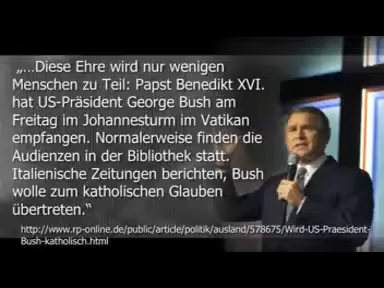 „…Diese Ehre wird nur wenigen
Menschen zu Teil: Papst Benedikt XVI.
hat US-Präsident George Bush am
Freitag im Johannesturm im Vatikan
empfangen. Normalerweise finden die
Audienzen in der Bibliothek statt.
Italienische Zeitungen berichten, Bush
wolle zum katholischen Glauben
übertreten.“
http://www.rp-online.de/public/article/politik/ausland/578675/Wird-US-Praesident-
Bush-katholisch.html